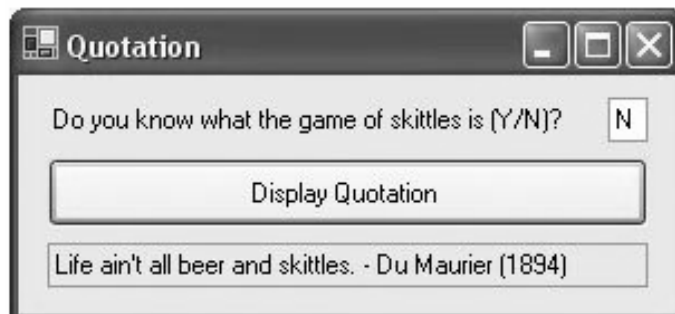 Quotation
Do you know what the game of skittles is (Y/N)? N
Display Quotation
Life ain't all beer and skittles. - Du Maurier (1894)